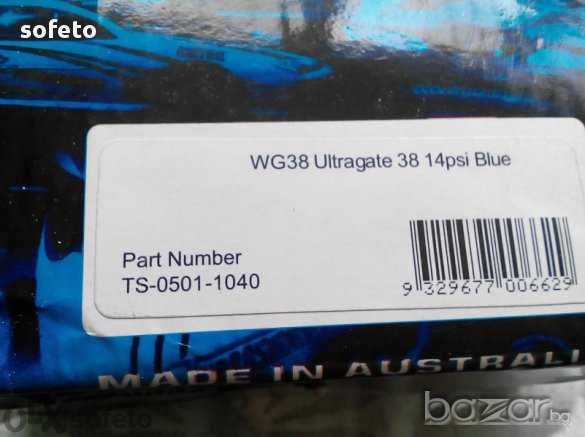 sofeto
WG38 Ultragate 38 14psi Blue
Part Number
TS-0501-1040
9 329677 006629
MADE IN AUSTRALI
sofeto
bazar.bg